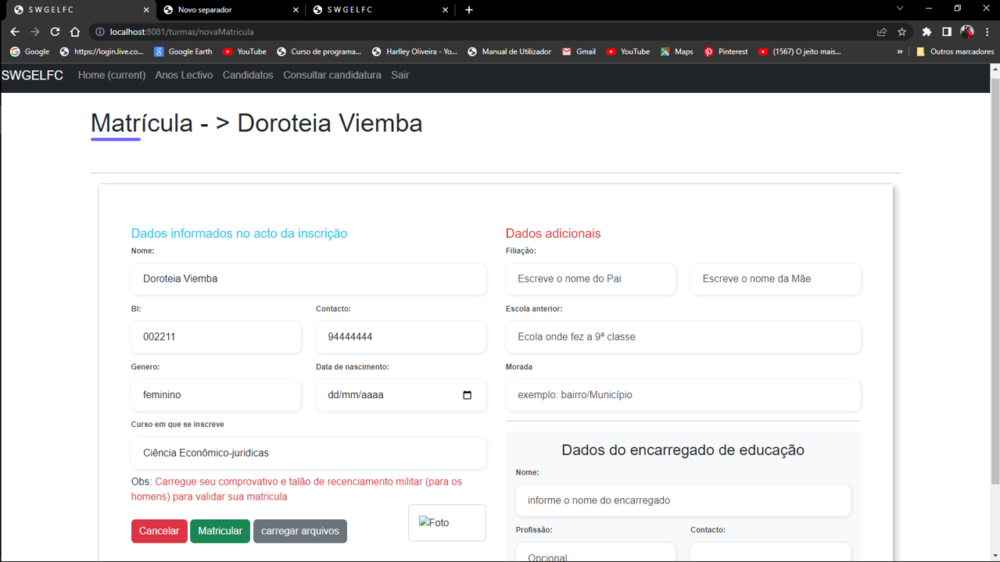 S W G E L F C
Novo separador
S W G E L F C
localhost:8081/turmas/novaMatricula
Google
https://login.live.co...
Google Earth
YouTube
Curso de programa...
Harlley Oliveira - Yo...
Manual de Utilizador
Gmail
YouTube
Maps
Pinterest
(1567) O jeito mais...
»
Outros marcadores
SWGELFC Home (current) Anos Lectivo Candidatos Consultar candidatura Sair
Matrícula - > Doroteia Viemba
Dados informados no acto da inscrição
Nome:
Doroteia Viemba
BI:
Contacto:
002211
94444444
Genero:
Data de nascimento:
feminino
dd/mm/aaaa
Curso em que se inscreve
Ciência Econômico-juridicas
Obs: Carregue seu comprovativo e talão de recenciamento militar (para os
homens) para validar sua matricula
Foto
Cancelar
Matricular
carregar arquivos
Dados adicionais
Filiação:
Escreve o nome do Pai
Escreve o nome da Mãe
Escola anterior:
Ecola onde fez a 9ª classe
Morada
exemplo: bairro/Município
Dados do encarregado de educação
Nome:
informe o nome do encarregado
Profissão:
Contacto:
Opcional